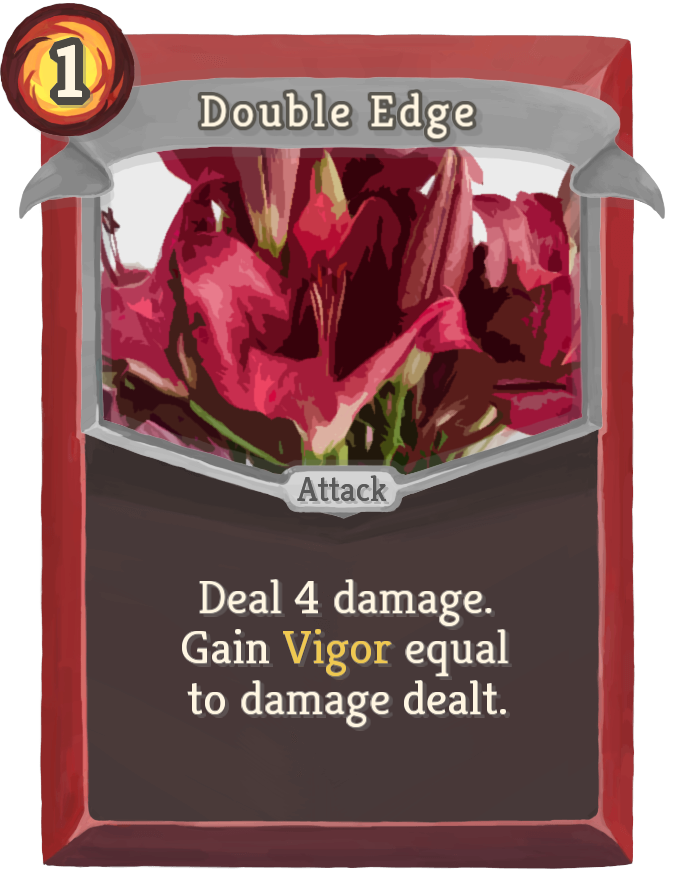 1
Double Edge
Attack
Deal 4 damage.
Gain Vigor equal
to damage dealt.